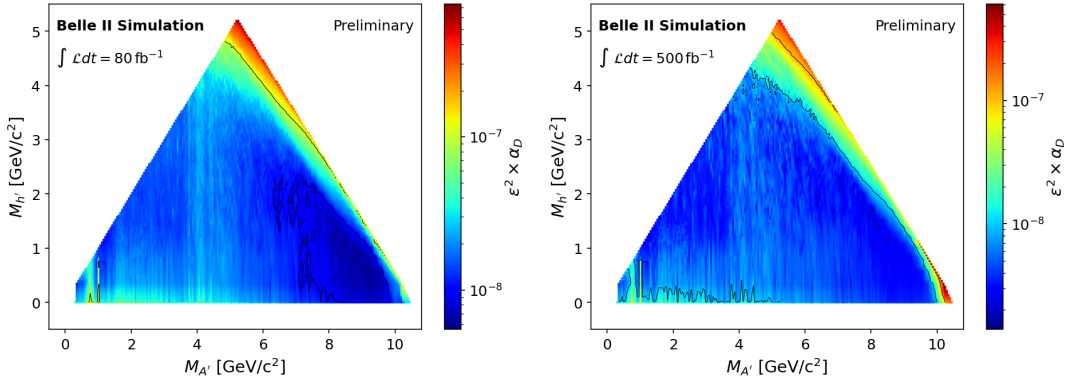 Belle II Simulation Preliminary
∫ ℒdt = 80 fb⁻¹
5
4
3
2
1
0
M_h′ [GeV/c²]
0 2 4 6 8 10
M_A′ [GeV/c²]
10⁻⁷
10⁻⁸
ε² × α_D
Belle II Simulation Preliminary
∫ ℒdt = 500 fb⁻¹
5
4
3
2
1
0
M_h′ [GeV/c²]
0 2 4 6 8 10
M_A′ [GeV/c²]
10⁻⁷
10⁻⁸
ε² × α_D